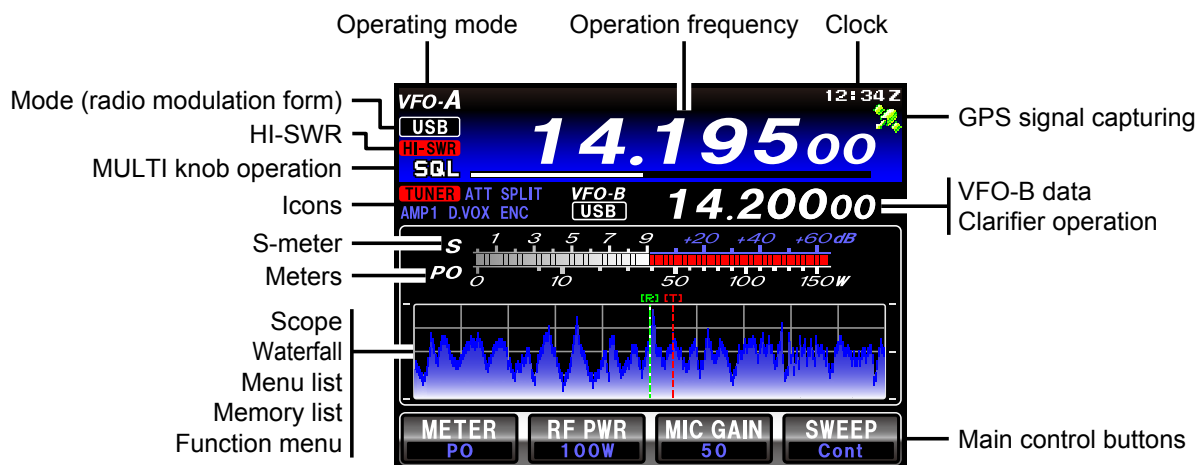 Operating mode
Operation frequency
Clock
Mode (radio modulation form)
HI-SWR
MULTI knob operation
Icons
S-meter
Meters
Scope
Waterfall
Menu list
Memory list
Function menu
VFO-A
12:34Z
USB
HI-SWR
SQL
14.19500
TUNER ATT SPLIT
AMP1 D.VOX ENC
VFO-B
USB
14.20000
S 1 3 5 7 9 +20 +40 +60dB
PO 0 10 50 100 150W
[R] [T]
METER
PO
RF PWR
100W
MIC GAIN
50
SWEEP
Cont
GPS signal capturing
VFO-B data
Clarifier operation
Main control buttons